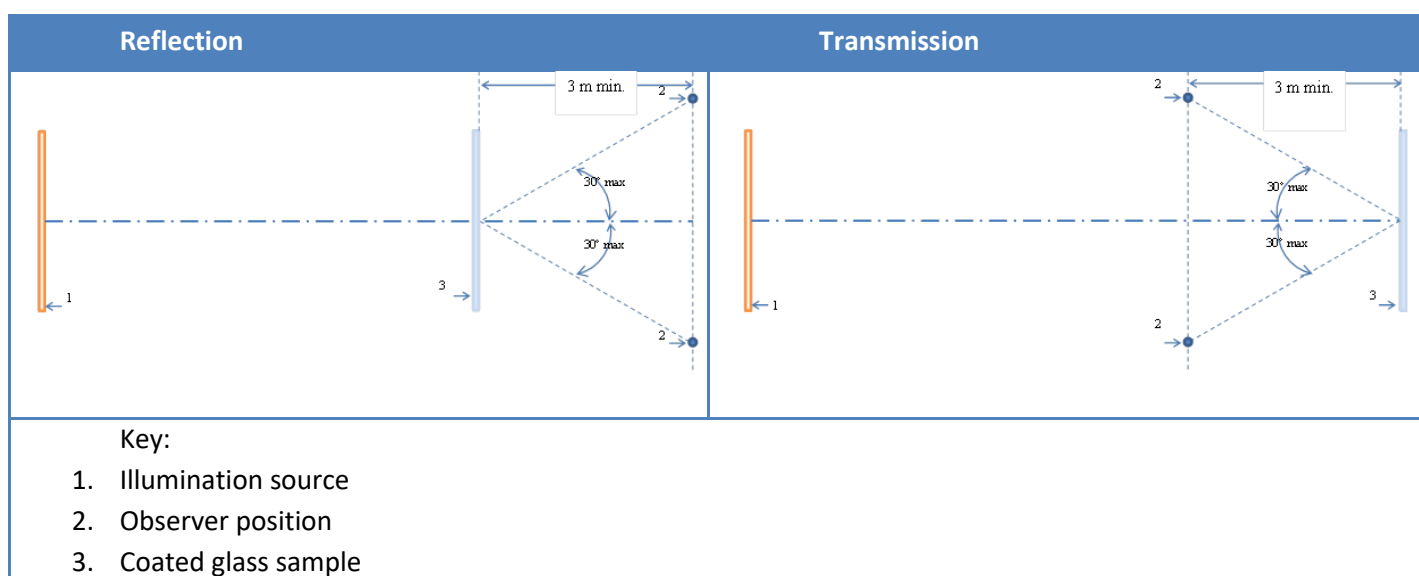 Reflection
Transmission
3 m min.
2
30° max
30° max
1
3
2
3 m min.
2
30° max
30° max
1
3
2
Key:
1. Illumination source
2. Observer position
3. Coated glass sample